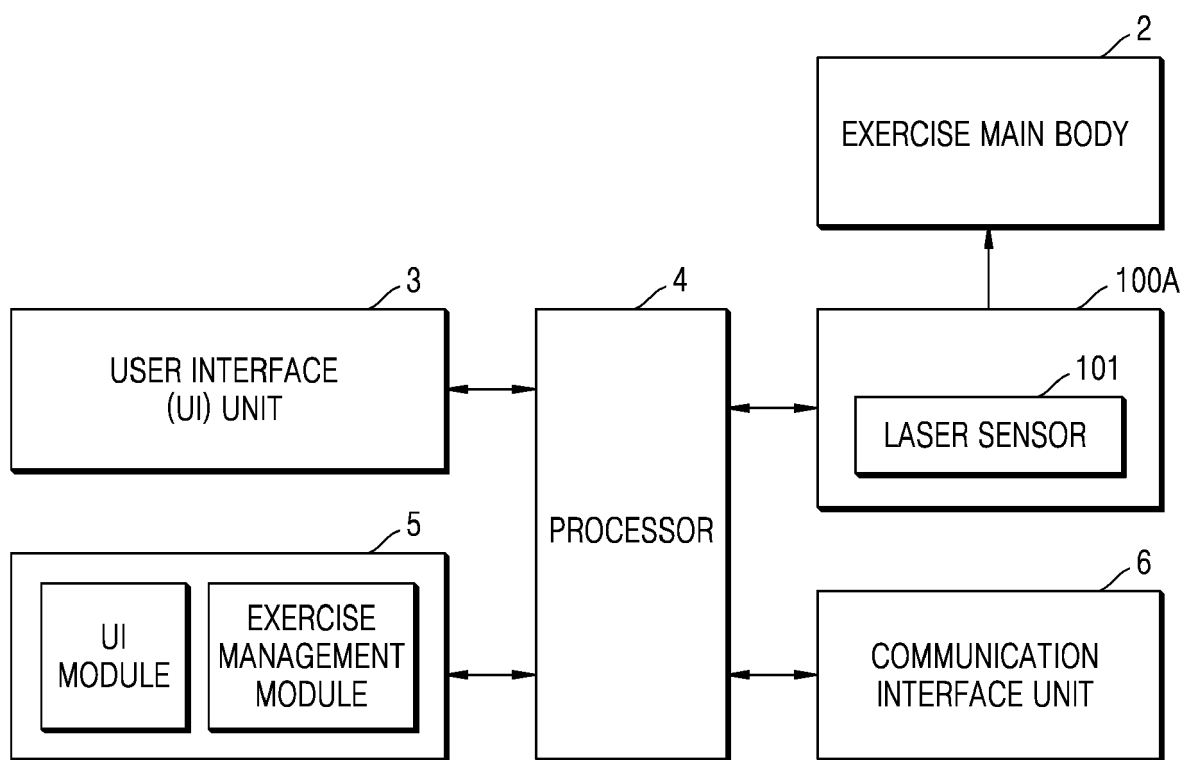 2
EXERCISE MAIN BODY
3
USER INTERFACE
(UI) UNIT
4
PROCESSOR
100A
101
LASER SENSOR
5
UI
MODULE
EXERCISE
MANAGEMENT
MODULE
6
COMMUNICATION
INTERFACE UNIT